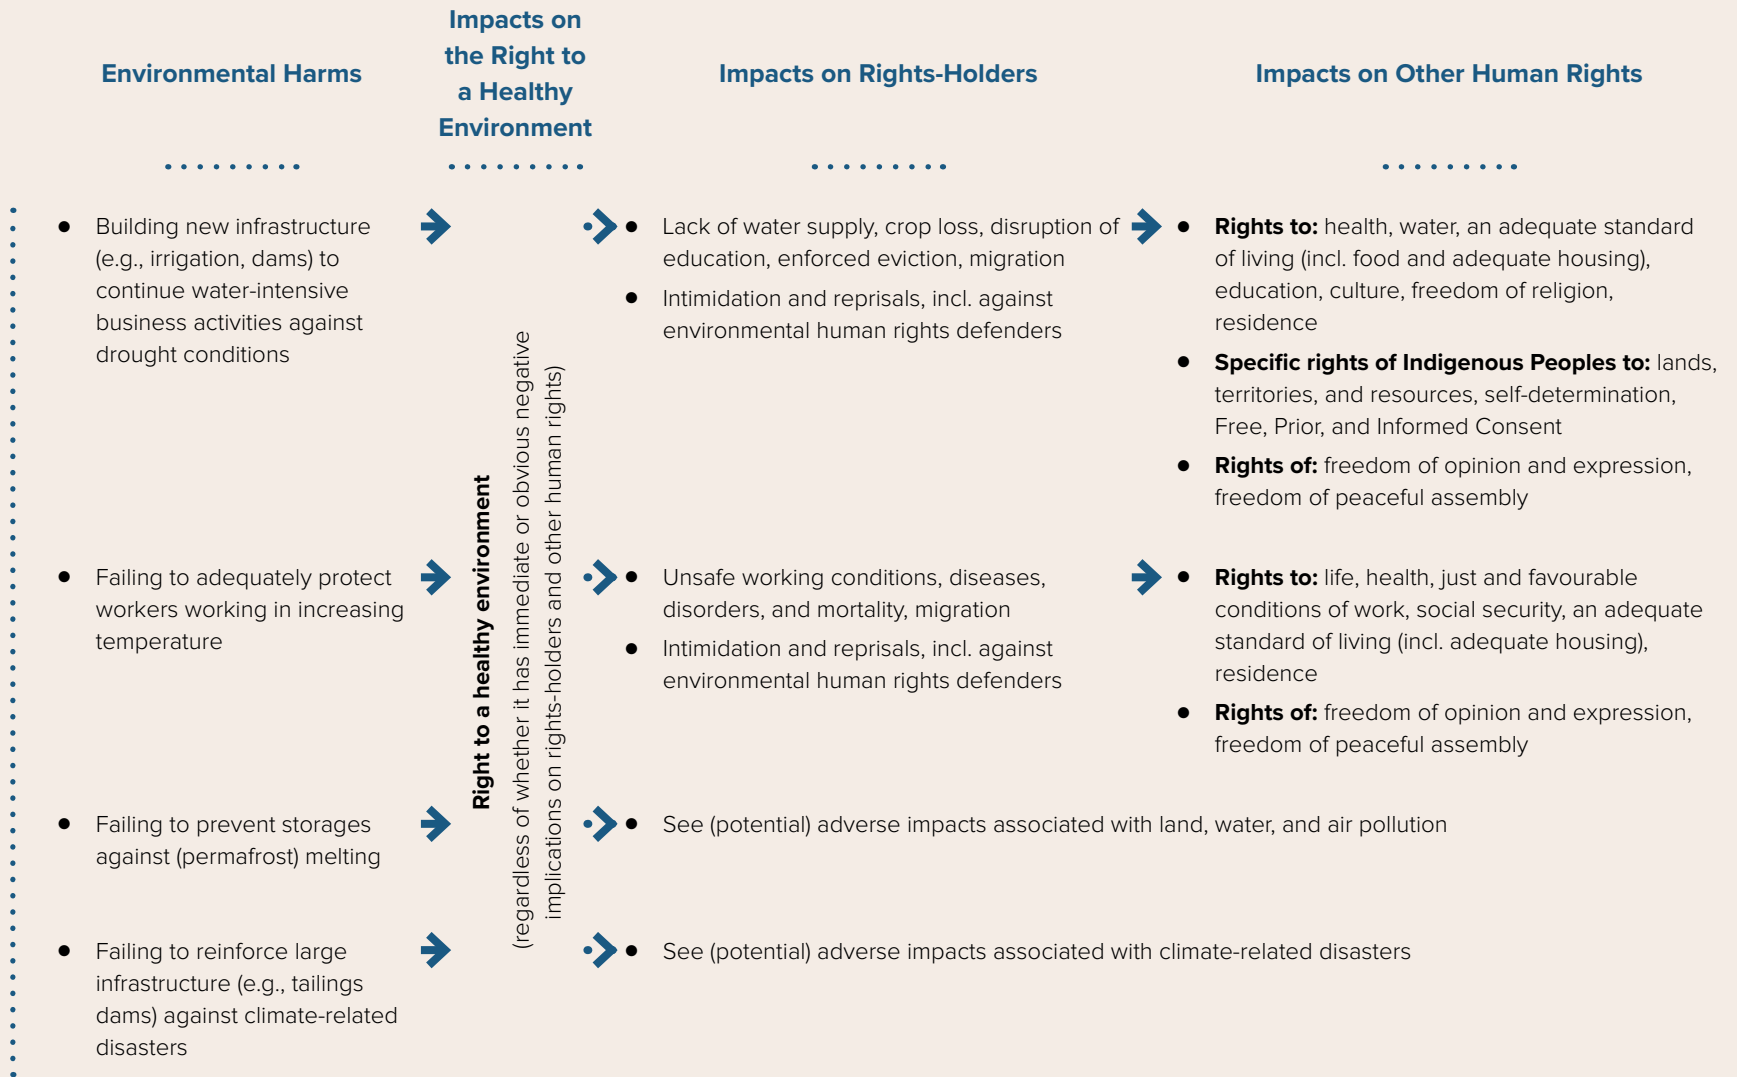 Environmental Harms
Impacts on
the Right to
a Healthy
Environment
Impacts on Rights-Holders
Impacts on Other Human Rights
● Building new infrastructure
(e.g., irrigation, dams) to
continue water-intensive
business activities against
drought conditions
Right to a healthy environment
(regardless of whether it has immediate or obvious negative
implications on rights-holders and other human rights)
● Lack of water supply, crop loss, disruption of
education, enforced eviction, migration
● Intimidation and reprisals, incl. against
environmental human rights defenders
● Rights to: health, water, an adequate standard
of living (incl. food and adequate housing),
education, culture, freedom of religion,
residence
● Specific rights of Indigenous Peoples to: lands,
territories, and resources, self-determination,
Free, Prior, and Informed Consent
● Rights of: freedom of opinion and expression,
freedom of peaceful assembly
● Failing to adequately protect
workers working in increasing
temperature
● Unsafe working conditions, diseases,
disorders, and mortality, migration
● Intimidation and reprisals, incl. against
environmental human rights defenders
● Rights to: life, health, just and favourable
conditions of work, social security, an adequate
standard of living (incl. adequate housing),
residence
● Rights of: freedom of opinion and expression,
freedom of peaceful assembly
● Failing to prevent storages
against (permafrost) melting
● See (potential) adverse impacts associated with land, water, and air pollution
● Failing to reinforce large
infrastructure (e.g., tailings
dams) against climate-related
disasters
● See (potential) adverse impacts associated with climate-related disasters